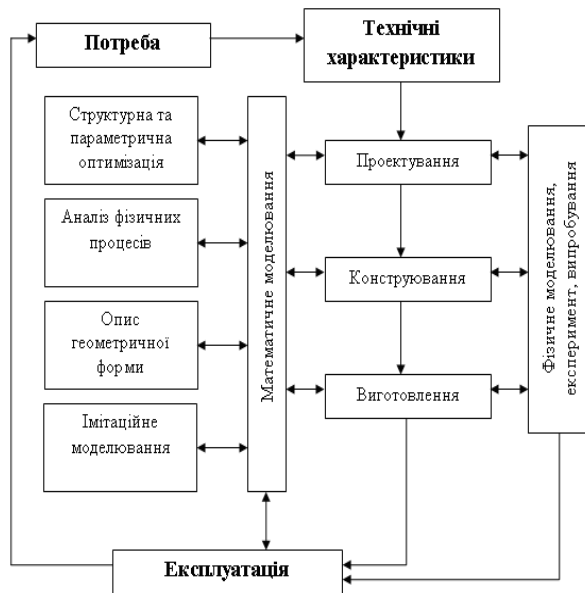 Потреба
Технічні
характеристики
Структурна та
параметрична
оптимізація
Аналіз фізичних
процесів
Опис
геометричної
форми
Імітаційне
моделювання
Математичне моделювання
Проектування
Конструювання
Виготовлення
Фізичне моделювання,
експеримент, випробування
Експлуатація